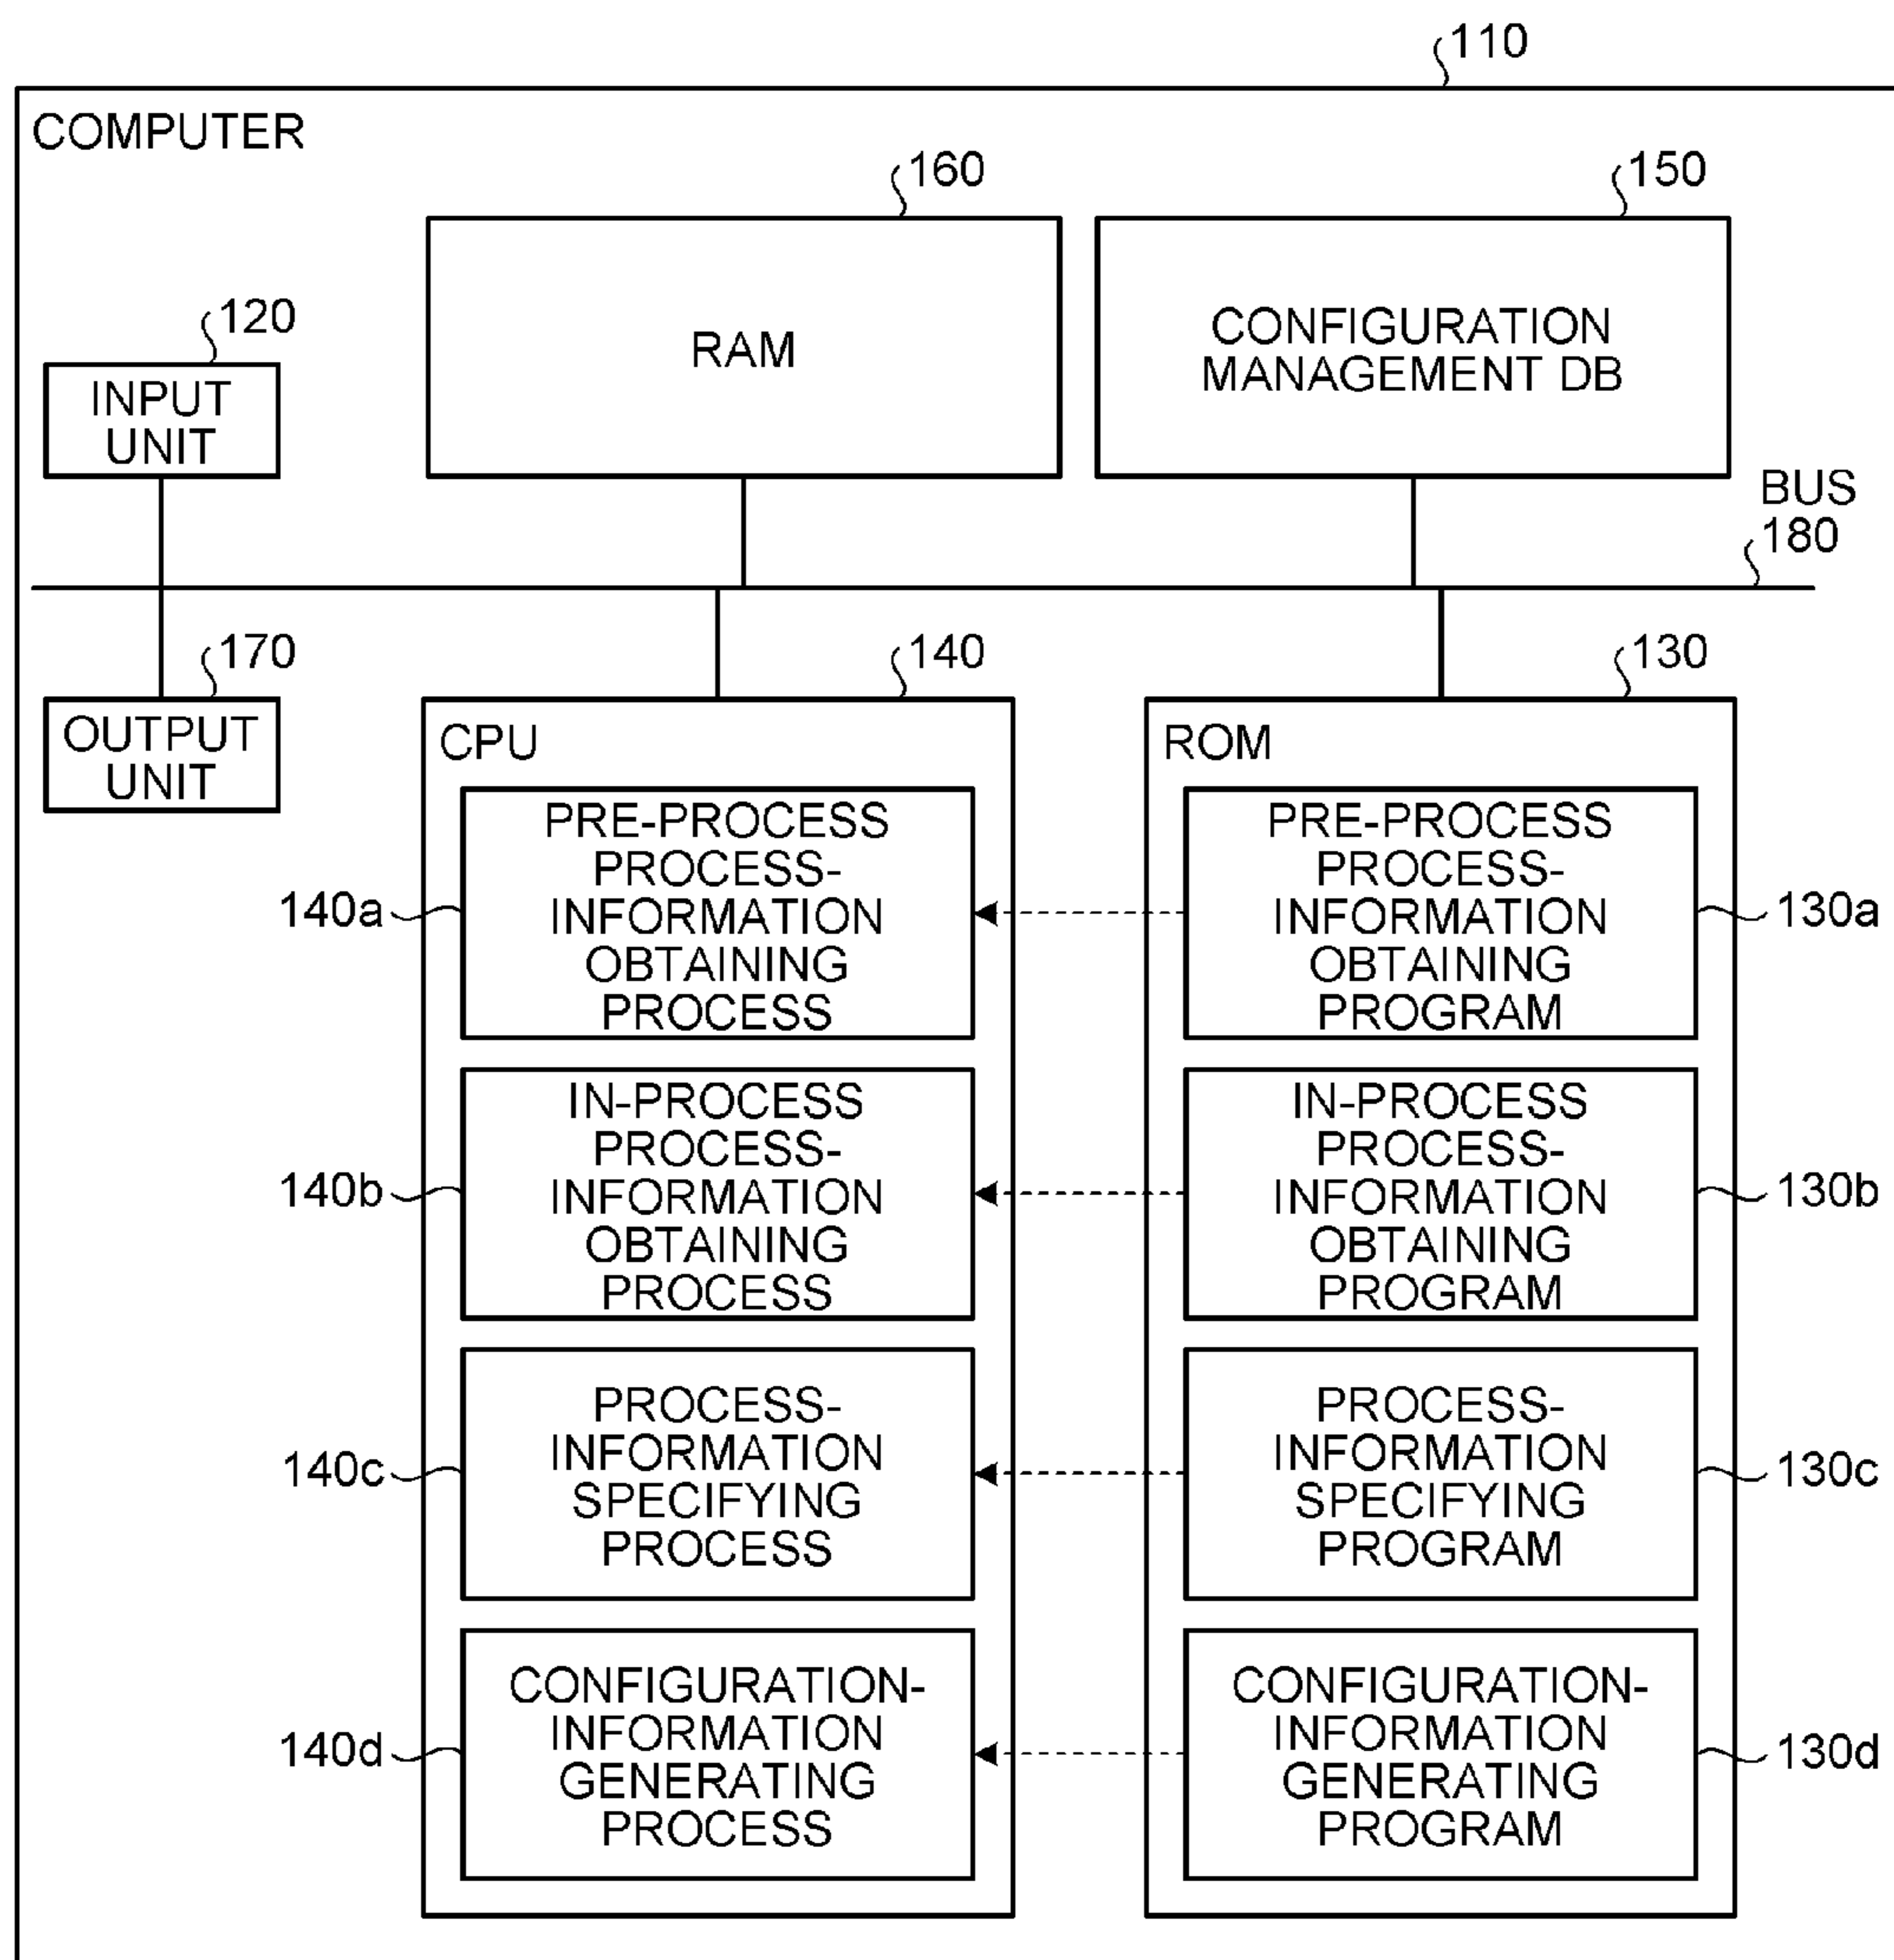 110
COMPUTER
160
150
120
INPUT
UNIT
RAM
CONFIGURATION
MANAGEMENT DB
BUS
180
170
OUTPUT
UNIT
140
CPU
130
ROM
140a
PRE-PROCESS
PROCESS-
INFORMATION
OBTAINING
PROCESS
PRE-PROCESS
PROCESS-
INFORMATION
OBTAINING
PROGRAM
130a
140b
IN-PROCESS
PROCESS-
INFORMATION
OBTAINING
PROCESS
IN-PROCESS
PROCESS-
INFORMATION
OBTAINING
PROGRAM
130b
140c
PROCESS-
INFORMATION
SPECIFYING
PROCESS
PROCESS-
INFORMATION
SPECIFYING
PROGRAM
130c
140d
CONFIGURATION-
INFORMATION
GENERATING
PROCESS
CONFIGURATION-
INFORMATION
GENERATING
PROGRAM
130d